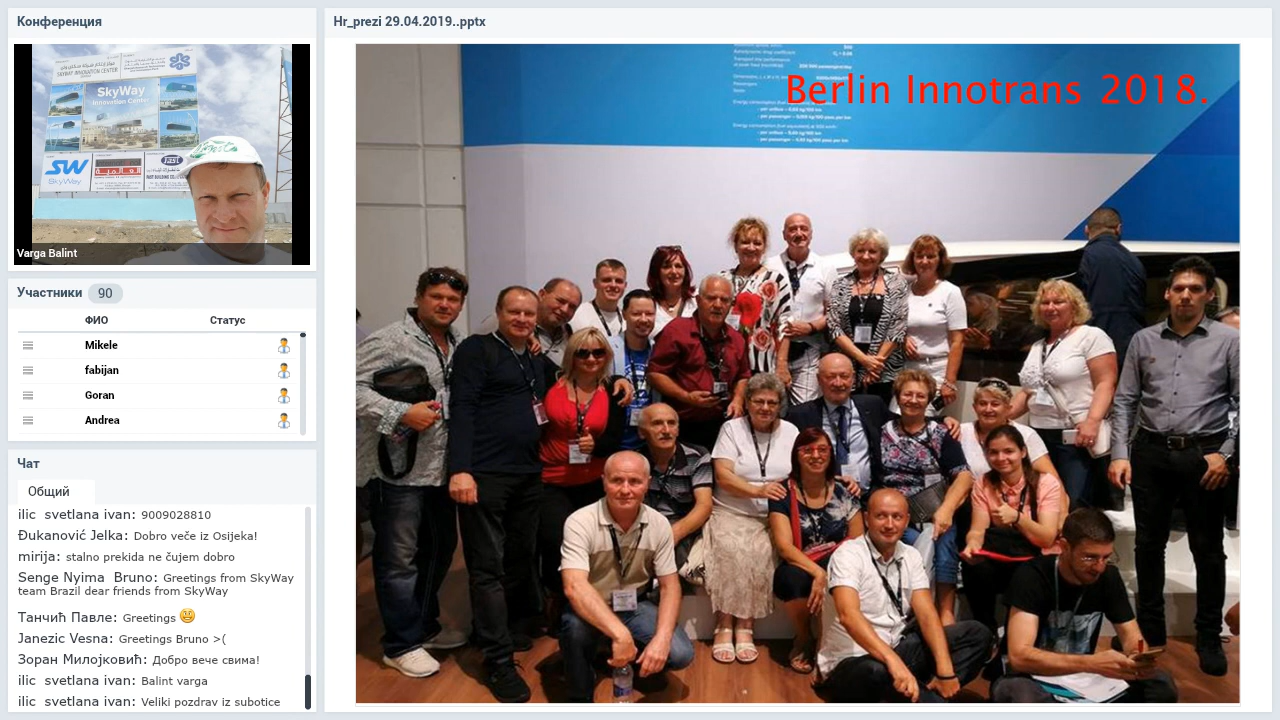 Конференция
SKYWAY INNOVATION CENTER
SkyWay
Innovation Center
SW
SkyWay
Varga Balint
Участники 90
ФИО Статус
Mikele
fabijan
Goran
Andrea
Чат
Общий
ilic svetlana ivan: 9009028810
Đukanović Jelka: Dobro veče iz Osijeka!
mirija: stalno prekida ne čujem dobro
Senge Nyima Bruno: Greetings from SkyWay
team Brazil dear friends from SkyWay
Танчић Павле: Greetings
Janezic Vesna: Greetings Bruno >:(
Зоран Милојковић: Добро вече свима!
ilic svetlana ivan: Balint varga
ilic svetlana ivan: Veliki pozdrav iz subotice
Hr_prezi 29.04.2019..pptx
Berlin Innotrans 2018.